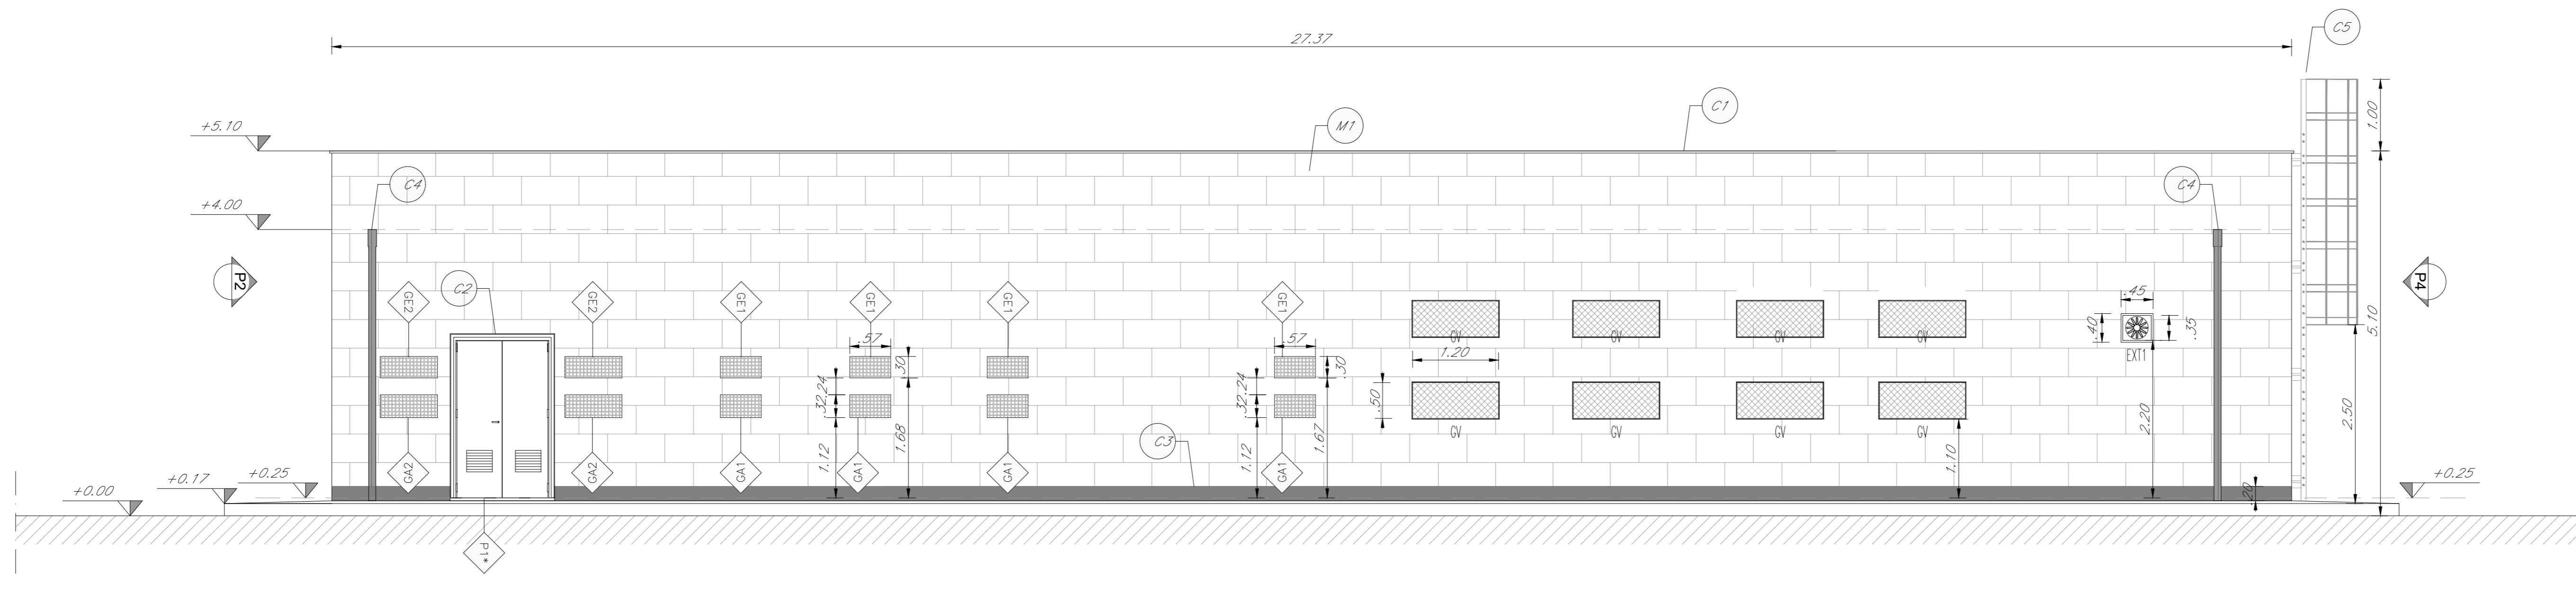 C5
27.37
C1
1.00
+5.10
M1
C4
C4
+4.00
P2
P4
GE2
C2
GE2
GE1
GE1
GE1
GE1
.45
.40
.35
EXT1
5.10
GV
GV
GV
GV
.57
.57
1.20
.30
.30
.24
.32
.24
.32
.50
2.50
2.20
1.12
1.68
1.12
1.67
1.10
GV
GV
GV
GV
C3
GA2
GA2
GA1
GA1
GA1
GA1
+0.00
+0.17
+0.25
.20
+0.25
P1*